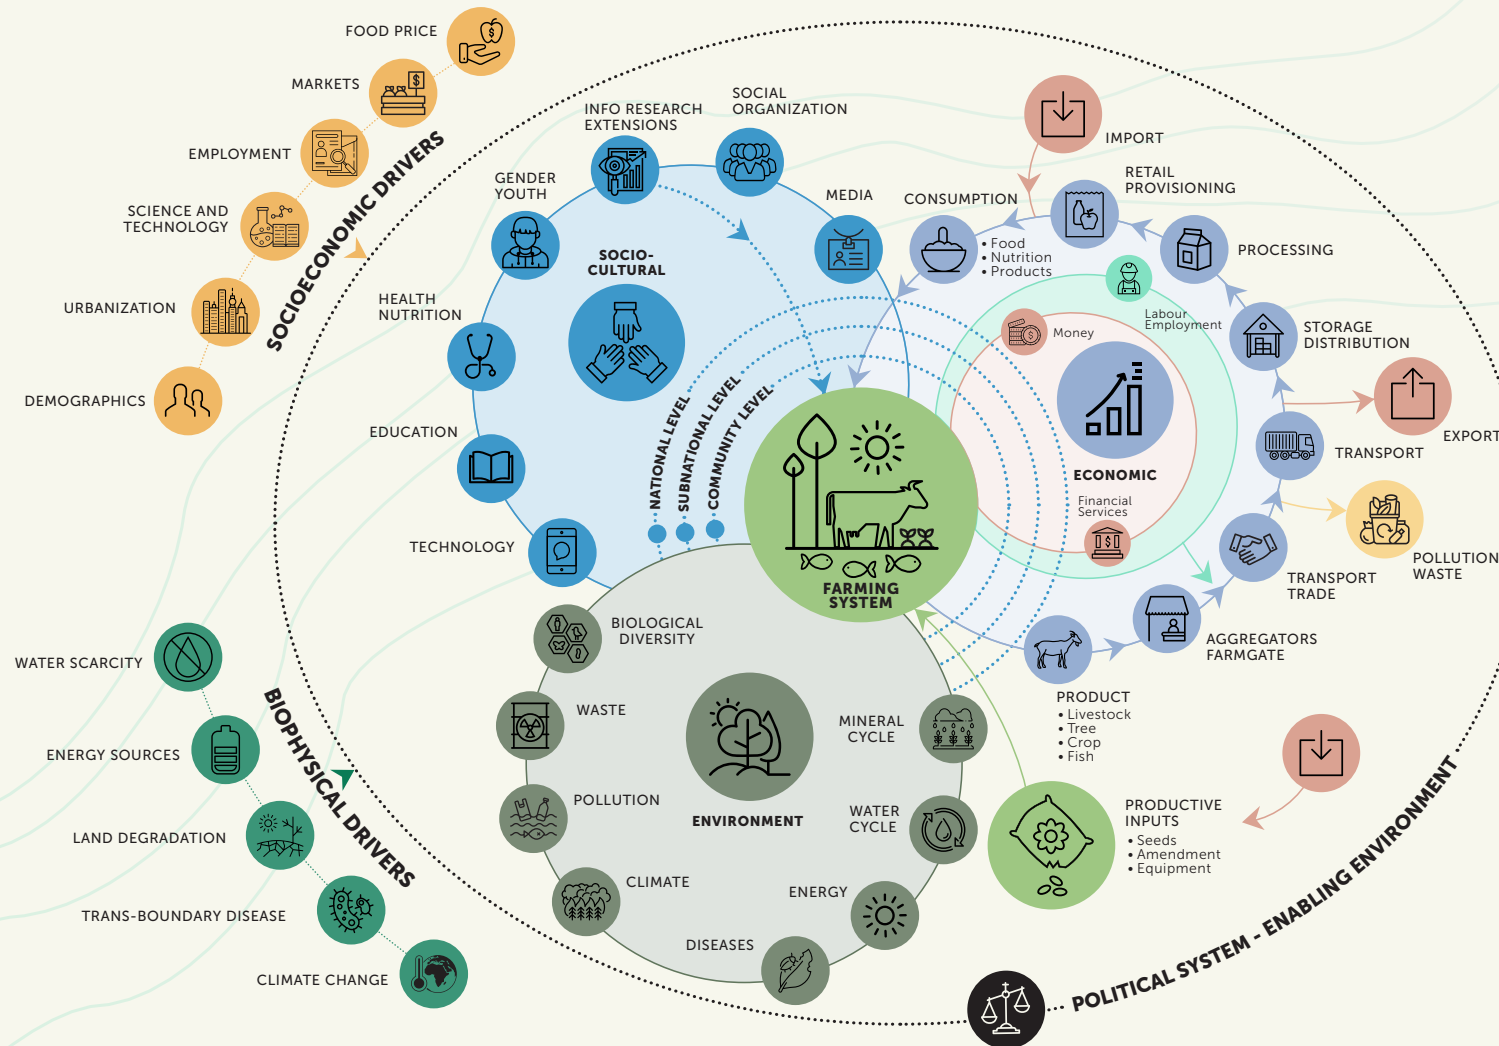 FOOD PRICE
MARKETS
EMPLOYMENT
SCIENCE AND
TECHNOLOGY
URBANIZATION
DEMOGRAPHICS
SOCIOECONOMIC DRIVERS
INFO RESEARCH
EXTENSIONS
SOCIAL
ORGANIZATION
GENDER
YOUTH
MEDIA
HEALTH
NUTRITION
EDUCATION
TECHNOLOGY
SOCIO-
CULTURAL
NATIONAL LEVEL
SUBNATIONAL LEVEL
COMMUNITY LEVEL
IMPORT
CONSUMPTION
• Food
• Nutrition
• Products
RETAIL
PROVISIONING
PROCESSING
Labour
Employment
Money
STORAGE
DISTRIBUTION
EXPORT
TRANSPORT
ECONOMIC
Financial
Services
POLLUTION
WASTE
TRANSPORT
TRADE
AGGREGATORS
FARMGATE
PRODUCT
• Livestock
• Tree
• Crop
• Fish
FARMING
SYSTEM
BIOLOGICAL
DIVERSITY
WASTE
POLLUTION
CLIMATE
DISEASES
ENERGY
WATER
CYCLE
MINERAL
CYCLE
ENVIRONMENT
PRODUCTIVE
INPUTS
• Seeds
• Amendment
• Equipment
WATER SCARCITY
ENERGY SOURCES
LAND DEGRADATION
TRANS-BOUNDARY DISEASE
CLIMATE CHANGE
BIOPHYSICAL DRIVERS
POLITICAL SYSTEM - ENABLING ENVIRONMENT